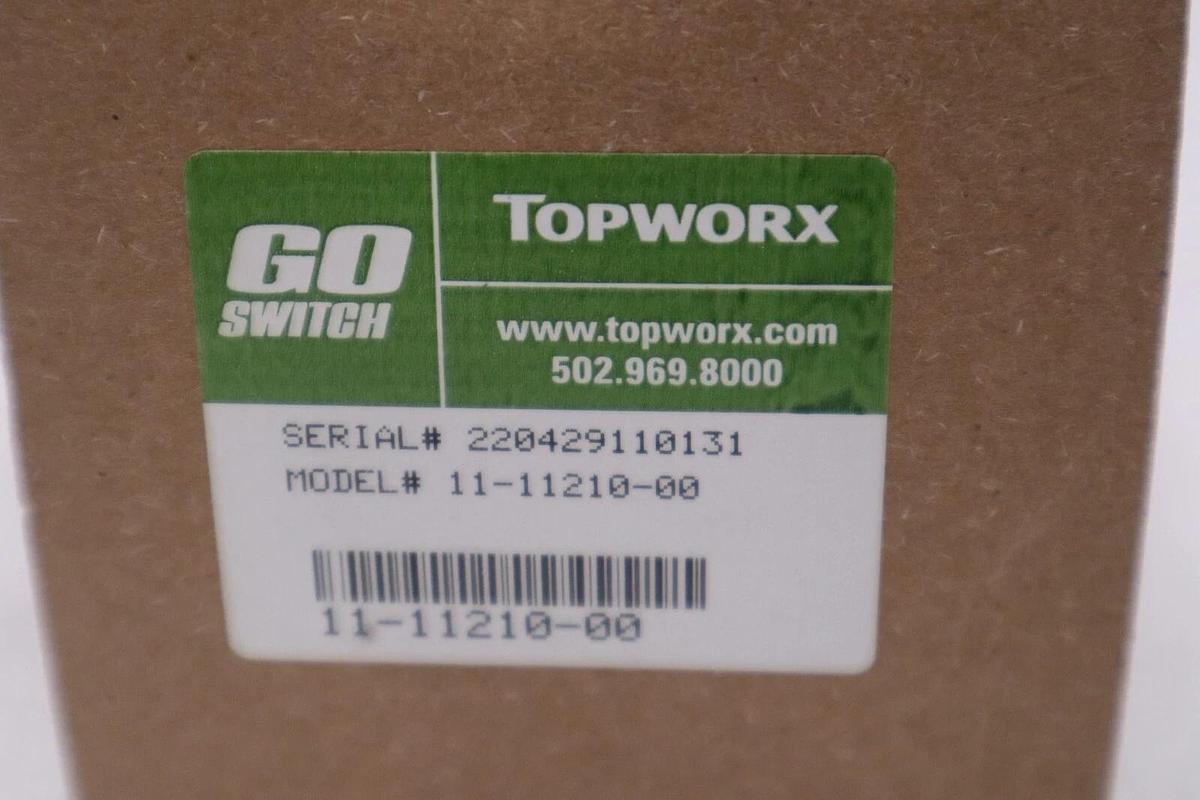 GO
SWITCH
TOPWORX
www.topworx.com
502.969.8000
SERIAL# 220429110131
MODEL# 11-11210-00
11-11210-00